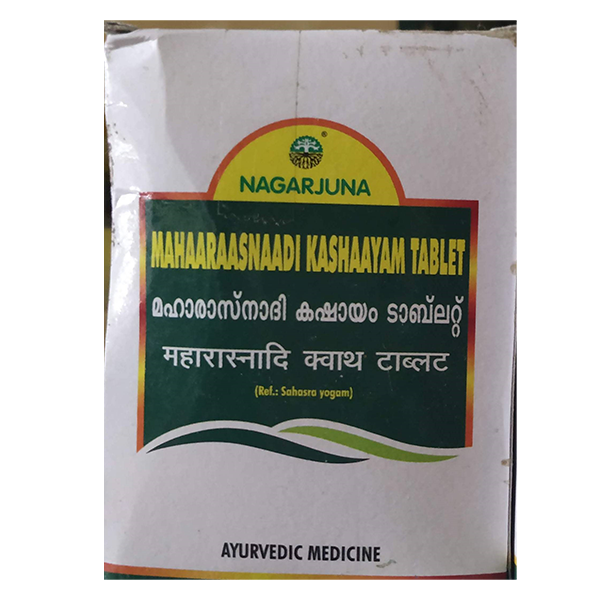 NAGARJUNA
MAHAARAASNAADI KASHAAYAM TABLET
മഹാരാസ്നാദി കഷായം ടാബ്‌ലറ്റ്
महारास्नादि क्वाथ टाब्लट
(Ref.: Sahasra yogam)
AYURVEDIC MEDICINE